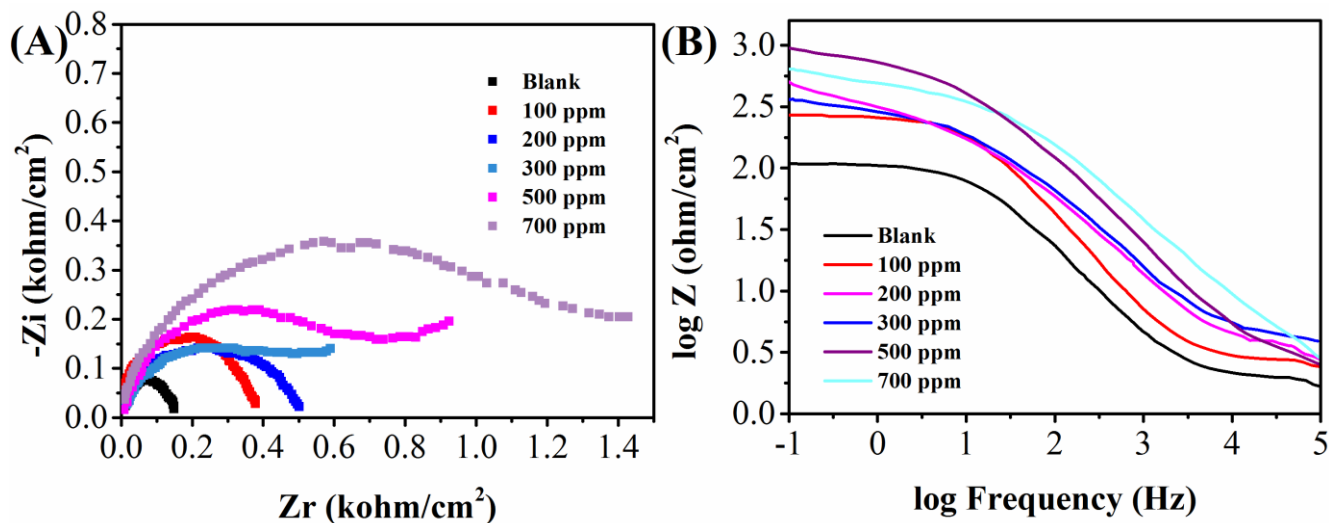 (A)
0.8
0.7
0.6
0.5
0.4
0.3
0.2
0.1
0.0
-Zi (kohm/cm²)
Blank
100 ppm
200 ppm
300 ppm
500 ppm
700 ppm
0.0 0.2 0.4 0.6 0.8 1.0 1.2 1.4
Zr (kohm/cm²)
(B)
3.0
2.5
2.0
1.5
1.0
0.5
0.0
log Z (ohm/cm²)
Blank
100 ppm
200 ppm
300 ppm
500 ppm
700 ppm
-1 0 1 2 3 4 5
log Frequency (Hz)